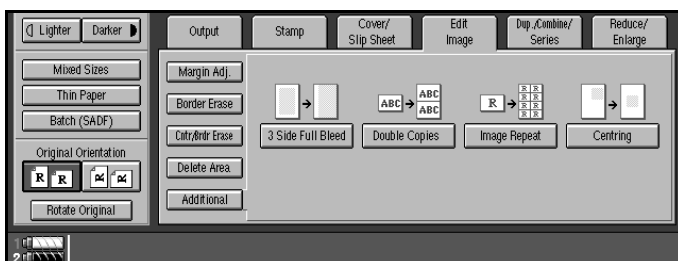 Lighter Darker
Mixed Sizes
Thin Paper
Batch (SADF)
Original Orientation
R R R R
Rotate Original
1
2
Output
Stamp
Cover/
Slip Sheet
Edit
Image
Dup./Combine/
Series
Reduce/
Enlarge
Margin Adj.
Border Erase
Cntr/Brdr Erase
Delete Area
Additional
3 Side Full Bleed
ABC ABC
ABC
Double Copies
R R R
R R
R R
Image Repeat
Centring